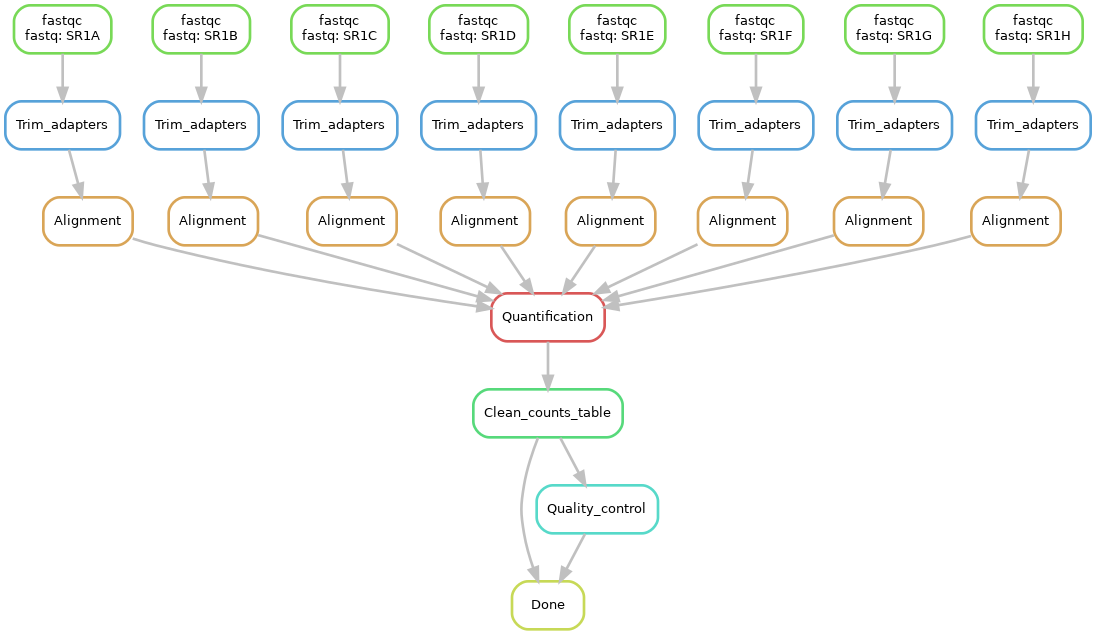 fastqc
fastq: SR1A
fastqc
fastq: SR1B
fastqc
fastq: SR1C
fastqc
fastq: SR1D
fastqc
fastq: SR1E
fastqc
fastq: SR1F
fastqc
fastq: SR1G
fastqc
fastq: SR1H
Trim_adapters
Trim_adapters
Trim_adapters
Trim_adapters
Trim_adapters
Trim_adapters
Trim_adapters
Trim_adapters
Alignment
Alignment
Alignment
Alignment
Alignment
Alignment
Alignment
Alignment
Quantification
Clean_counts_table
Quality_control
Done